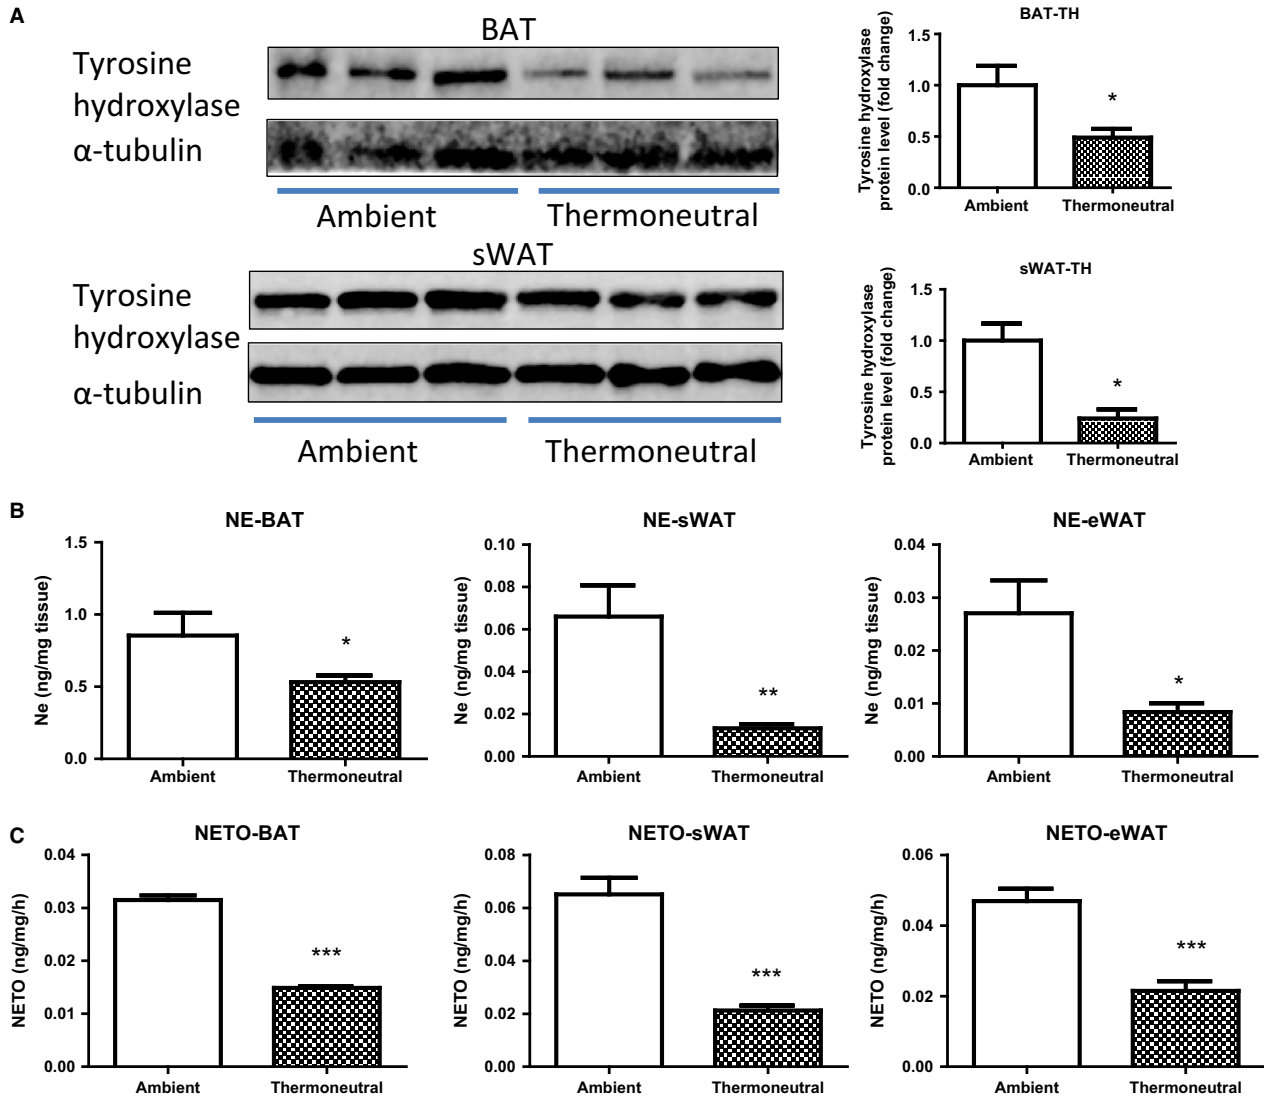 A
BAT
Tyrosine
hydroxylase
α-tubulin
Ambient
Thermoneutral
BAT-TH
Tyrosine hydroxylase
protein level (fold change)
1.5
1.0
0.5
0.0
*
Ambient
Thermoneutral
sWAT
Tyrosine
hydroxylase
α-tubulin
Ambient
Thermoneutral
sWAT-TH
Tyrosine hydroxylase
protein level (fold change)
1.5
1.0
0.5
0.0
*
Ambient
Thermoneutral
B
NE-BAT
Ne (ng/mg tissue)
1.5
1.0
0.5
0.0
*
Ambient
Thermoneutral
NE-sWAT
Ne (ng/mg tissue)
0.10
0.08
0.06
0.04
0.02
0.00
**
Ambient
Thermoneutral
NE-eWAT
Ne (ng/mg tissue)
0.04
0.03
0.02
0.01
0.00
*
Ambient
Thermoneutral
C
NETO-BAT
NETO (ng/mg/h)
0.04
0.03
0.02
0.01
0.00
***
Ambient
Thermoneutral
NETO-sWAT
NETO (ng/mg/h)
0.08
0.06
0.04
0.02
0.00
***
Ambient
Thermoneutral
NETO-eWAT
NETO (ng/mg/h)
0.06
0.04
0.02
0.00
***
Ambient
Thermoneutral